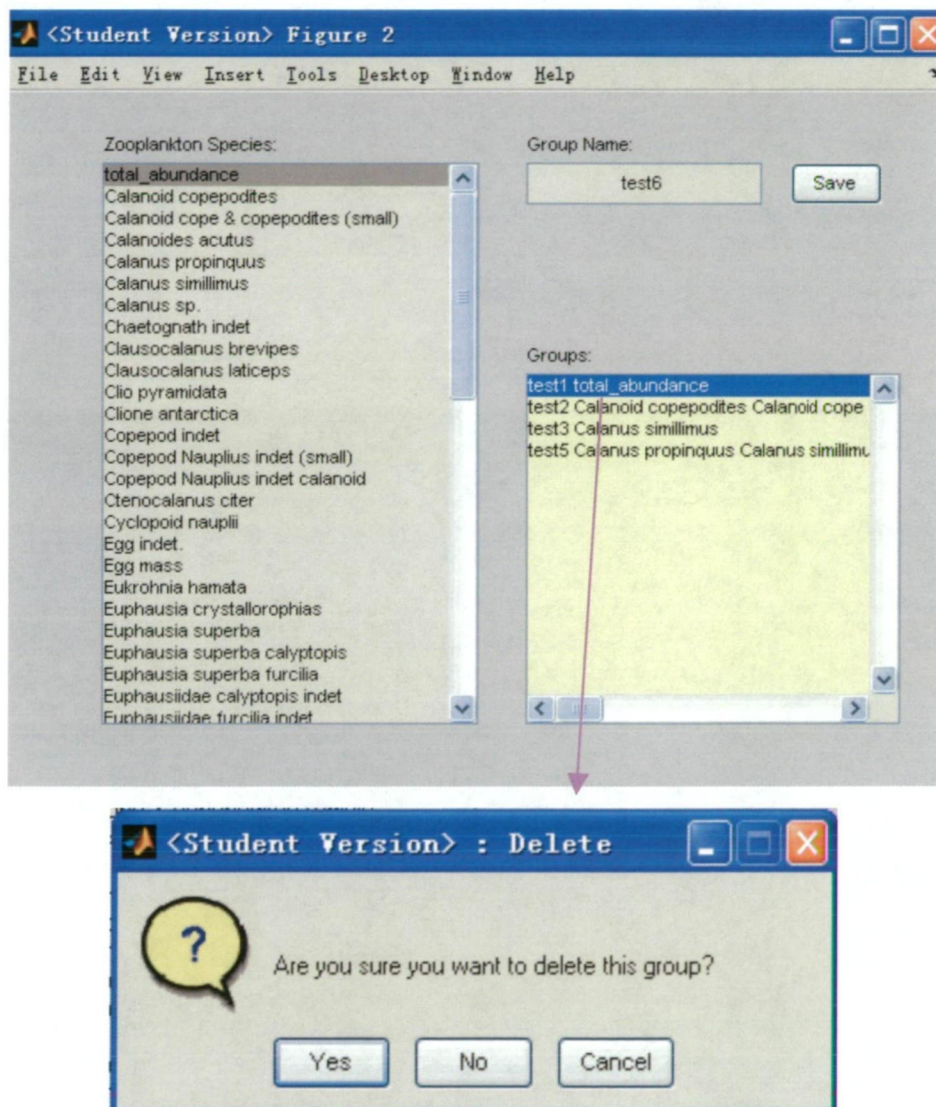 <Student Version> Figure 2
File Edit View Insert Tools Desktop Window Help
Zooplankton Species:
total_abundance
Calanoid copepodites
Calanoid cope & copepodites (small)
Calanoides acutus
Calanus propinquus
Calanus simillimus
Calanus sp.
Chaetognath indet
Clausocalanus brevipes
Clausocalanus laticeps
Clio pyramidata
Clione antarctica
Copepod indet
Copepod Nauplius indet (small)
Copepod Nauplius indet calanoid
Ctenocalanus citer
Cyclopoid nauplii
Egg indet.
Egg mass
Eukrohnia hamata
Euphausia crystallorophias
Euphausia superba
Euphausia superba calyptopis
Euphausia superba furcilia
Euphausiidae calyptopis indet
Euphausiidae furcilia indet
Group Name:
test6
Save
Groups:
test1 total_abundance
test2 Calanoid copepodites Calanoid cope
test3 Calanus simillimus
test5 Calanus propinquus Calanus simillimu
<Student Version> : Delete
?
Are you sure you want to delete this group?
Yes No Cancel